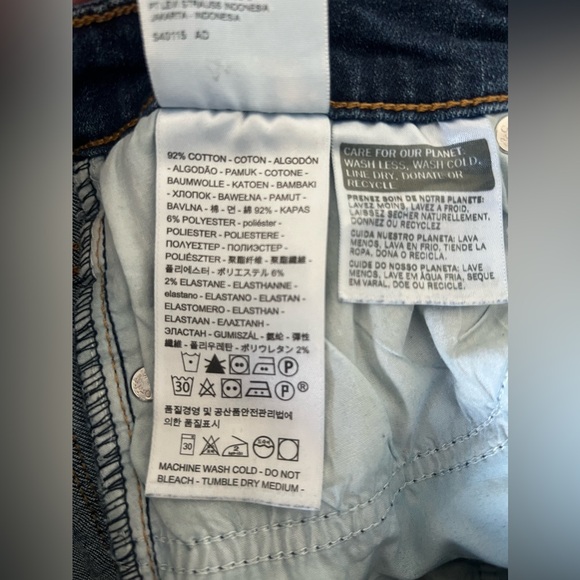 PT. LEVI STRAUSS INDONESIA
JAKARTA - INDONESIA
S40115 AD
92% COTTON - COTON - ALGODÓN
- ALGODÃO - PAMUK - COTONE -
BAUMWOLLE - KATOEN - BAMBAKI
- ХЛОПОК - BAWEŁNA - PAMUT -
BAVLNA - 棉 - 면 - 綿 92% - KAPAS
6% POLYESTER - poliéster -
POLIESTER - POLIESTERE -
ΠΟΛΥΕΣΤΕΡ - ПОЛИЭСТЕР -
POLIÉSZTER - 聚酯纤维 - 聚酯纖維 -
폴리에스터 - ポリエステル 6%
2% ELASTANE - ELASTHANNE -
elastano - ELASTANO - ELASTAN -
ELASTOMERO - ELASTHAN -
ELASTAAN - ΕΛΑΣΤΑΝΗ -
ЭЛАСТАН - GUMISZÁL - 氨纶 - 彈性
纖維 - 폴리우레탄 - ポリウレタン 2%
30
®
품질경영 및 공산품안전관리법에
의한 품질표시
30
MACHINE WASH COLD - DO NOT
BLEACH - TUMBLE DRY MEDIUM -
CARE FOR OUR PLANET:
WASH LESS, WASH COLD,
LINE DRY, DONATE OR
RECYCLE
PRENEZ SOIN DE NOTRE PLANETE:
LAVEZ MOINS, LAVEZ A FROID,
LAISSEZ SECHER NATURELLEMENT,
DONNEZ OU RECYCLEZ.
CUIDA NUESTRO PLANETA: LAVA
MENOS, LAVA EN FRIO, TIENDE LA
ROPA, DONA O RECICLA.
CUIDE DO NOSSO PLANETA: LAVE
MENOS, LAVE EM ÁGUA FRIA, SEQUE
EM VARAL, DOE OU RECICLE.